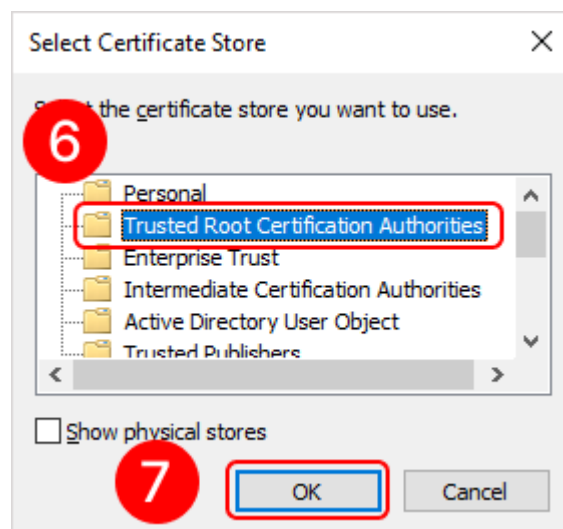 Select Certificate Store
the certificate store you want to use.
6
Personal
Trusted Root Certification Authorities
Enterprise Trust
Intermediate Certification Authorities
Active Directory User Object
Trusted Publishers
Show physical stores
7
OK
Cancel